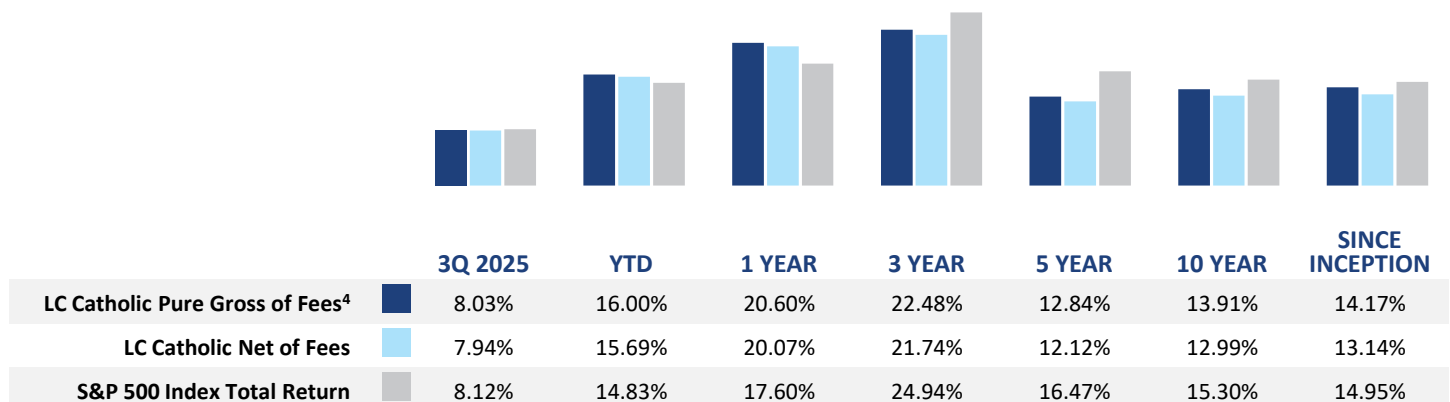 SINCE
3Q 2025 YTD 1 YEAR 3 YEAR 5 YEAR 10 YEAR INCEPTION
LC Catholic Pure Gross of Fees4 8.03% 16.00% 20.60% 22.48% 12.84% 13.91% 14.17%
LC Catholic Net of Fees 7.94% 15.69% 20.07% 21.74% 12.12% 12.99% 13.14%
S&P 500 Index Total Return 8.12% 14.83% 17.60% 24.94% 16.47% 15.30% 14.95%